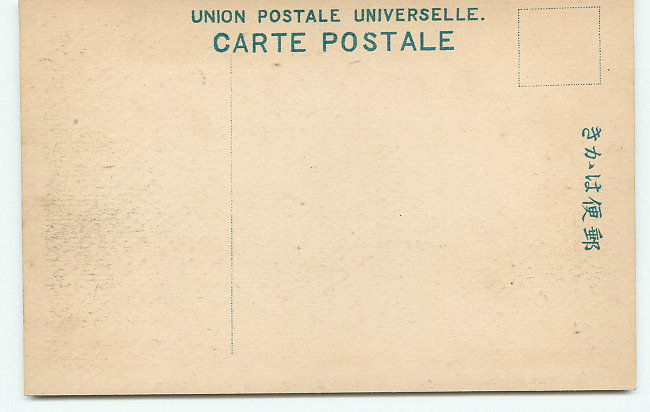 UNION POSTALE UNIVERSELLE.
CARTE POSTALE
郵便はかき